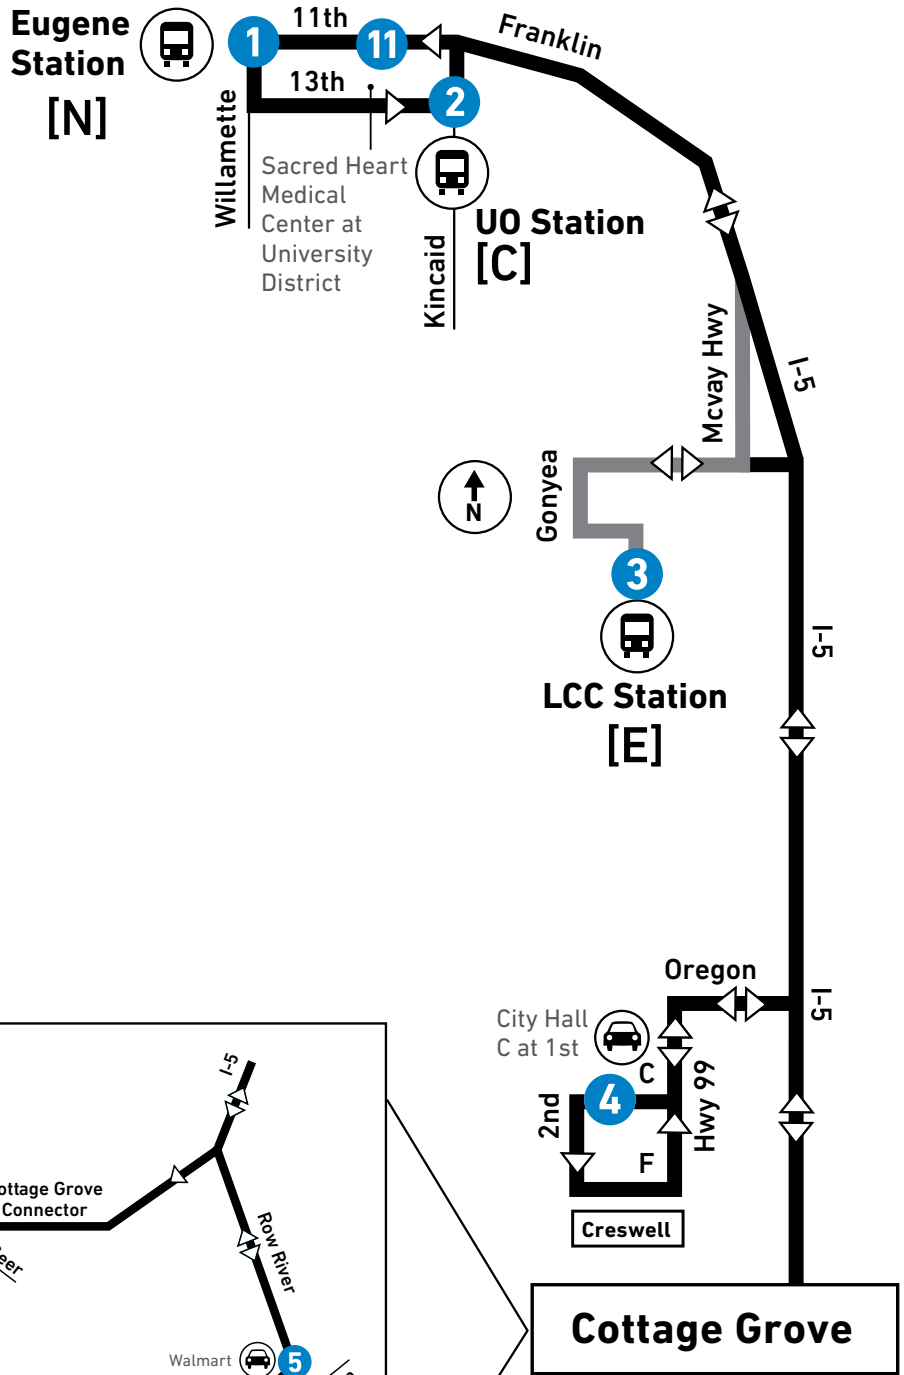 Eugene
Station
[N]
1
11th
11
Franklin
13th
2
Willamette
Sacred Heart
Medical
Center at
University
District
Kincaid
UO Station
[C]
Mcvay Hwy
I-5
Gonyea
N
3
LCC Station
[E]
I-5
Oregon
I-5
City Hall
C at 1st
C
4
2nd
Hwy 99
F
Creswell
Cottage Grove
I-5
ottage Grove
Connector
eer
Row River
Walmart
5